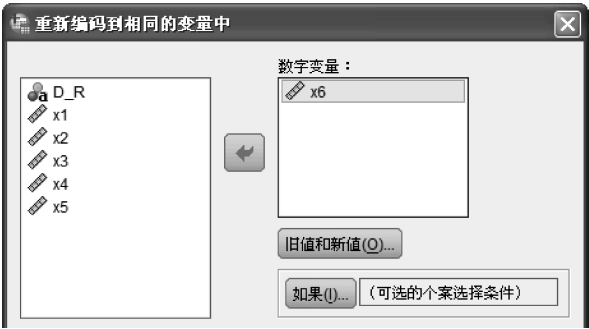 重新编码到相同的变量中
数字变量：
D_R
x1
x2
x3
x4
x5
x6
旧值和新值(O)...
如果(I)...
（可选的个案选择条件）